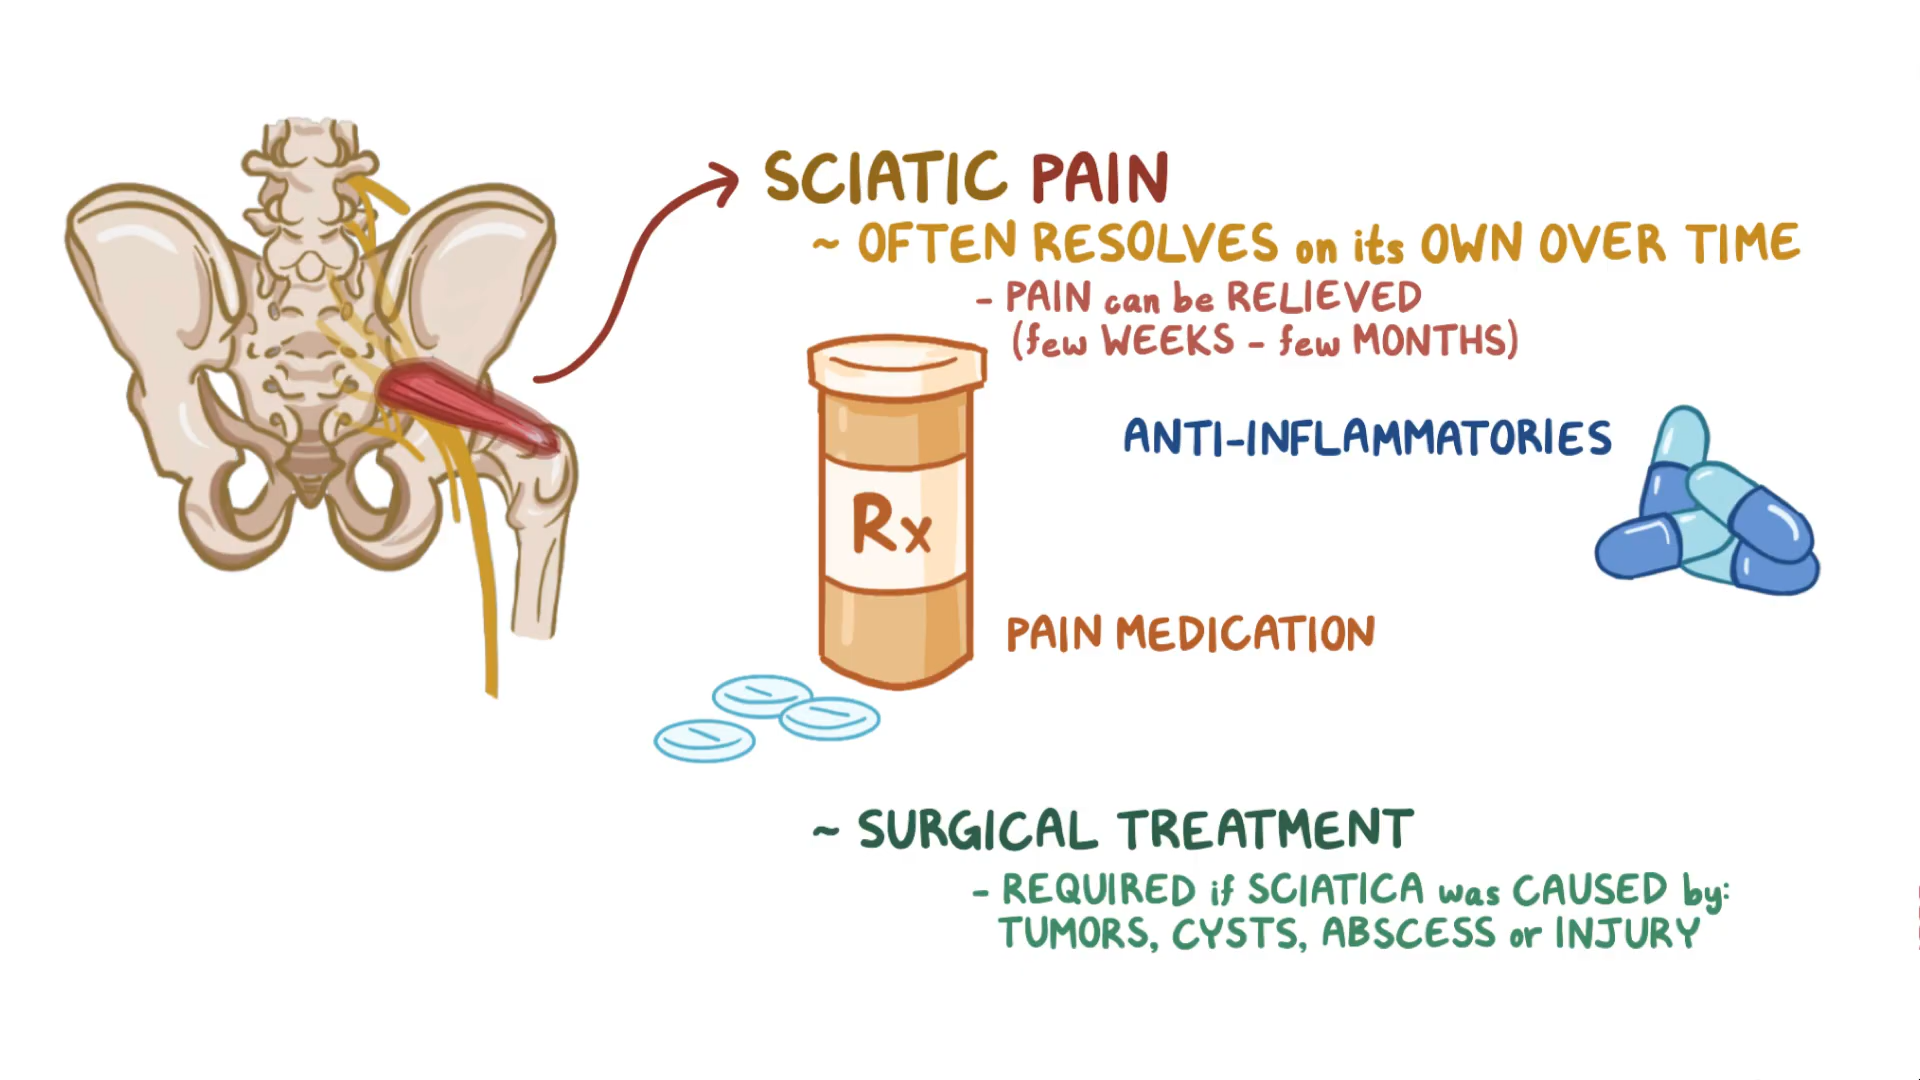 SCIATIC PAIN
~ OFTEN RESOLVES on its OWN OVER TIME
- PAIN can be RELIEVED
(few WEEKS - few MONTHS)
ANTI-INFLAMMATORIES
Rx
PAIN MEDICATION
~ SURGICAL TREATMENT
- REQUIRED if SCIATICA was CAUSED by:
TUMORS, CYSTS, ABSCESS or INJURY